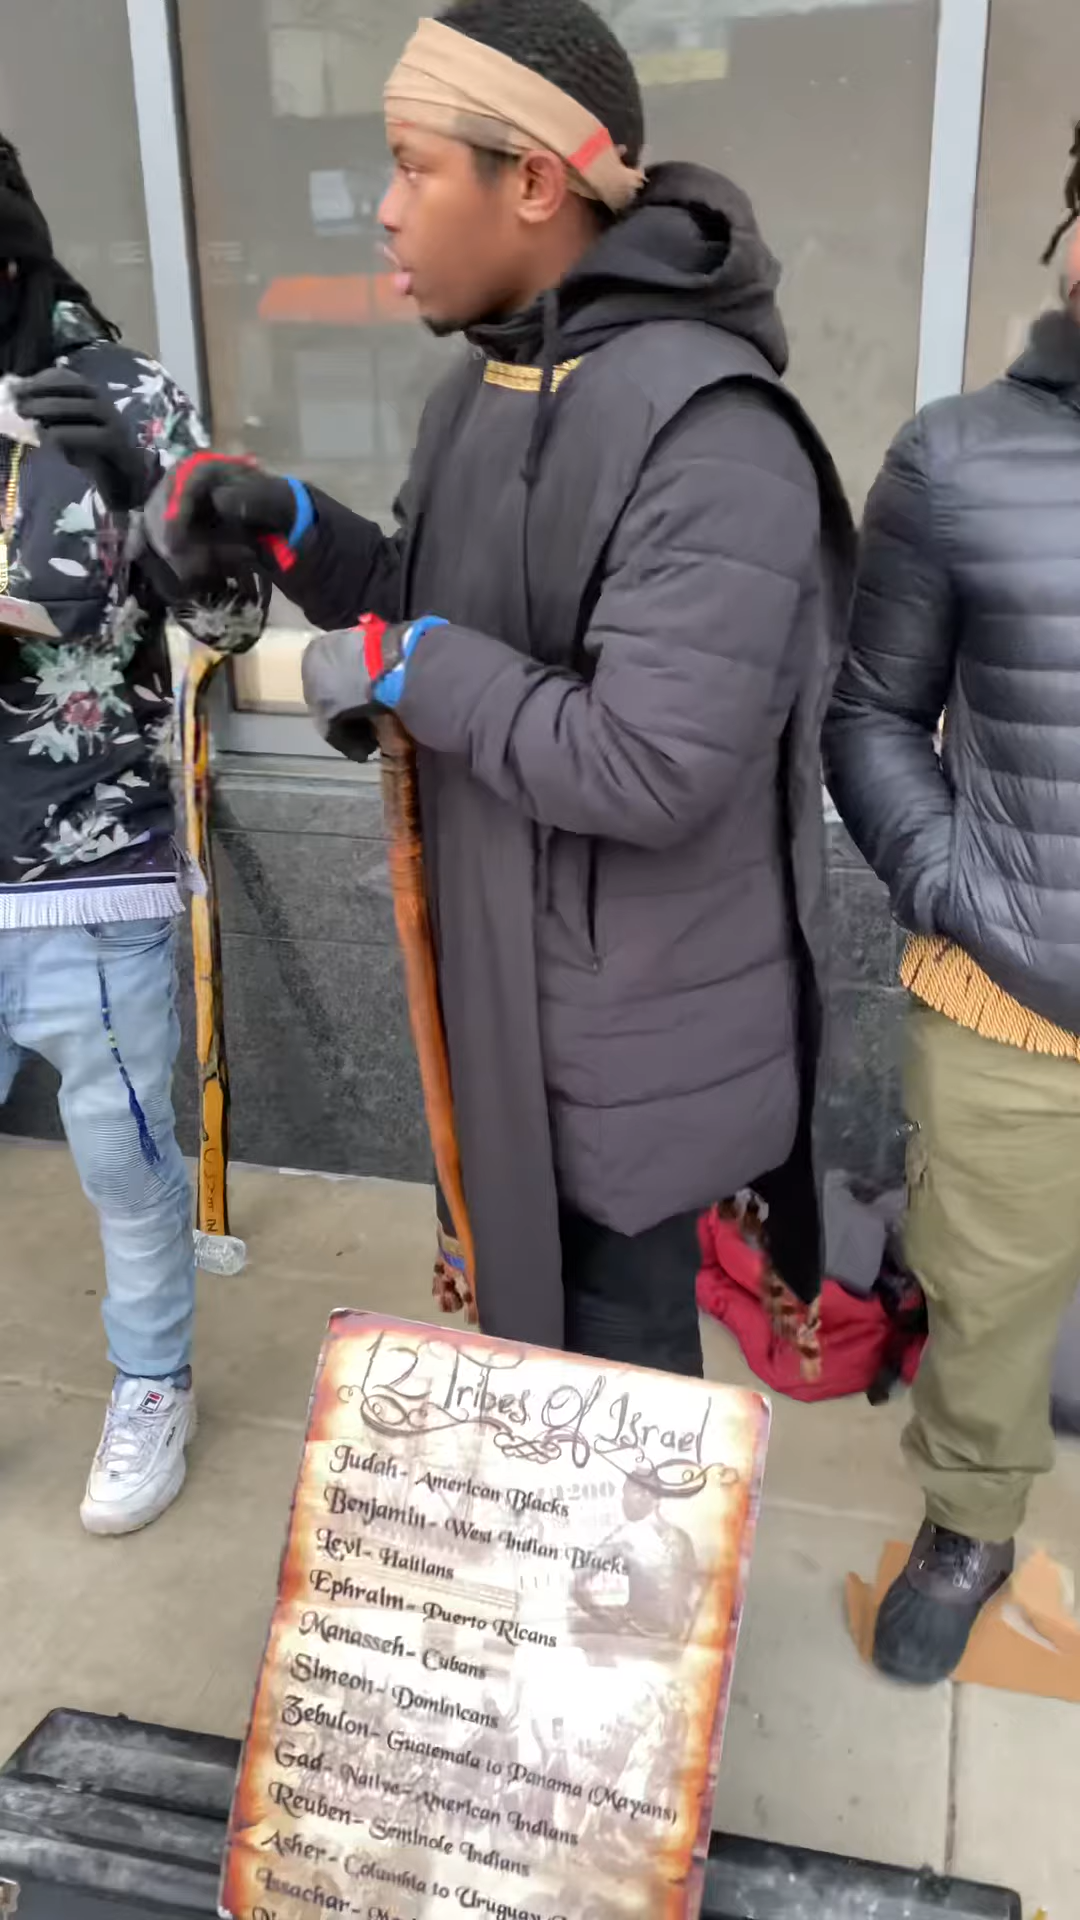 12 Tribes Of Israel
Judah- American Blacks
Benjamin- West Indian Blacks
Levi- Haitians
Ephraim- Puerto Ricans
Manasseh- Cubans
Simeon- Dominicans
Zebulon- Guatemala to Panama (Mayans)
Gad- Native-American Indians
Reuben- Seminole Indians
Asher- Columbia to Uruguay
Issachar-
FILA